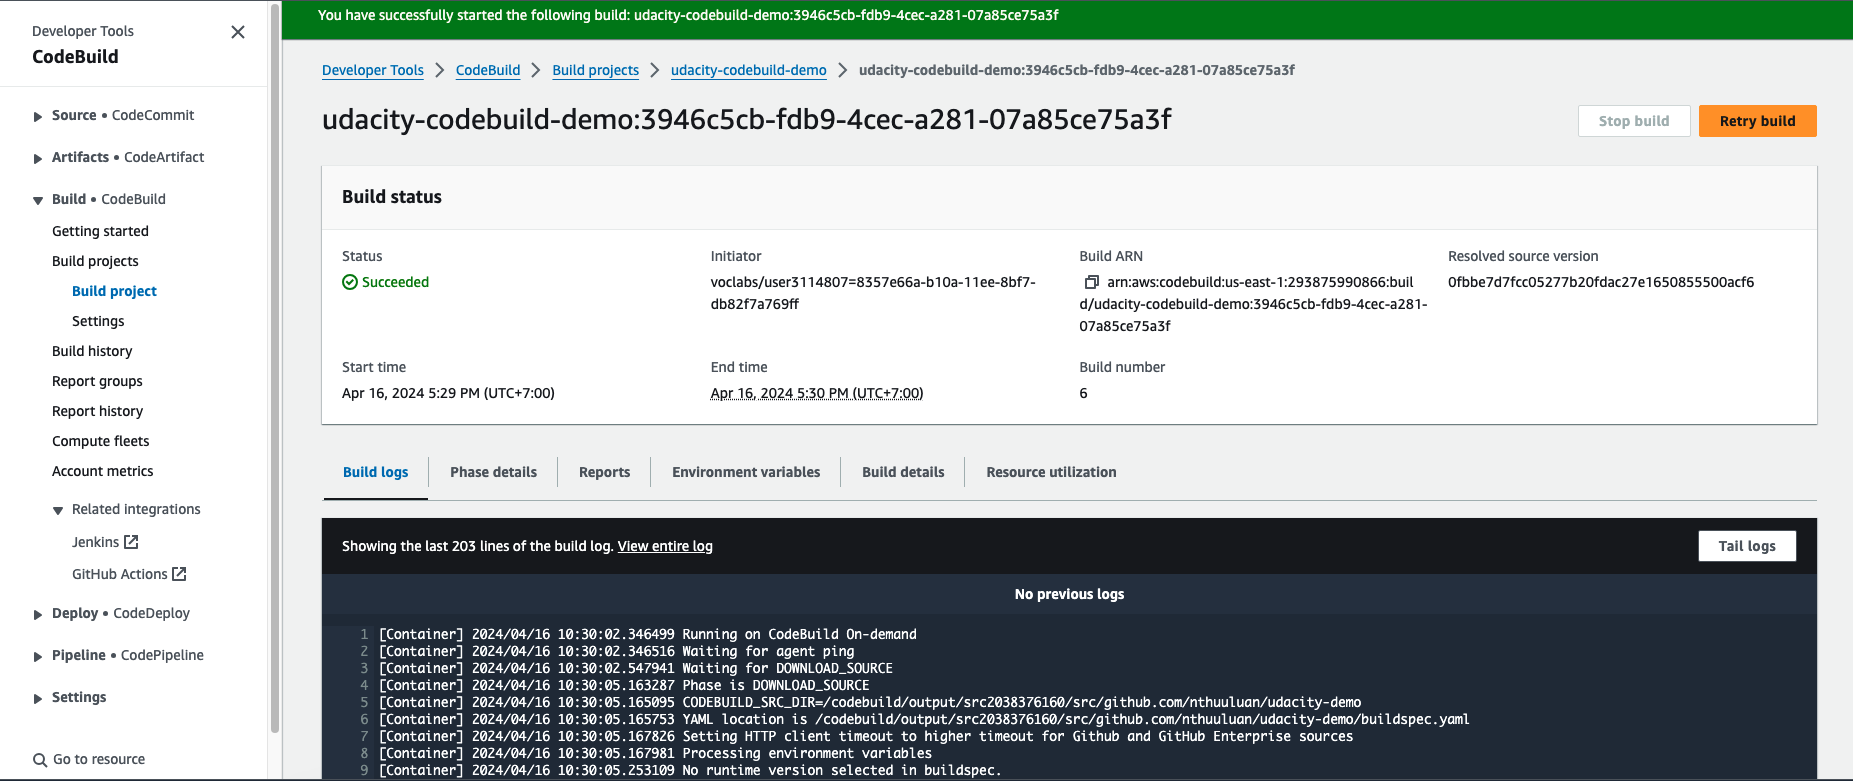 You have successfully started the following build: udacity-codebuild-demo:3946c5cb-fdb9-4cec-a281-07a85ce75a3f
Developer Tools
CodeBuild
Source • CodeCommit
Artifacts • CodeArtifact
Build • CodeBuild
Getting started
Build projects
Build project
Settings
Build history
Report groups
Report history
Compute fleets
Account metrics
Related integrations
Jenkins
GitHub Actions
Deploy • CodeDeploy
Pipeline • CodePipeline
Settings
Go to resource
Developer Tools > CodeBuild > Build projects > udacity-codebuild-demo > udacity-codebuild-demo:3946c5cb-fdb9-4cec-a281-07a85ce75a3f
udacity-codebuild-demo:3946c5cb-fdb9-4cec-a281-07a85ce75a3f
Stop build
Retry build
Build status
Status
Succeeded
Initiator
voclabs/user3114807=8357e66a-b10a-11ee-8bf7-
db82f7a769ff
Build ARN
arn:aws:codebuild:us-east-1:293875990866:buil
d/udacity-codebuild-demo:3946c5cb-fdb9-4cec-a281-
07a85ce75a3f
Resolved source version
0fbbe7d7fcc05277b20fdac27e1650855500acf6
Start time
Apr 16, 2024 5:29 PM (UTC+7:00)
End time
Apr 16, 2024 5:30 PM (UTC+7:00)
Build number
6
Build logs
Phase details
Reports
Environment variables
Build details
Resource utilization
Showing the last 203 lines of the build log. View entire log
Tail logs
No previous logs
1 [Container] 2024/04/16 10:30:02.346499 Running on CodeBuild On-demand
2 [Container] 2024/04/16 10:30:02.346516 Waiting for agent ping
3 [Container] 2024/04/16 10:30:02.547941 Waiting for DOWNLOAD_SOURCE
4 [Container] 2024/04/16 10:30:05.163287 Phase is DOWNLOAD_SOURCE
5 [Container] 2024/04/16 10:30:05.165095 CODEBUILD_SRC_DIR=/codebuild/output/src2038376160/src/github.com/nthuuluan/udacity-demo
6 [Container] 2024/04/16 10:30:05.165753 YAML location is /codebuild/output/src2038376160/src/github.com/nthuuluan/udacity-demo/buildspec.yaml
7 [Container] 2024/04/16 10:30:05.167826 Setting HTTP client timeout to higher timeout for Github and GitHub Enterprise sources
8 [Container] 2024/04/16 10:30:05.167981 Processing environment variables
9 [Container] 2024/04/16 10:30:05.253109 No runtime version selected in buildspec.